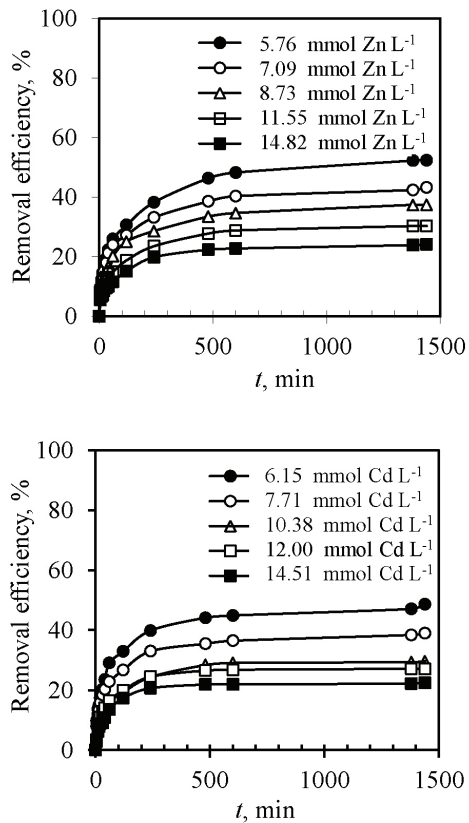 100
80
60
40
20
0
Removal efficiency, %
5.76 mmol Zn L⁻¹
7.09 mmol Zn L⁻¹
8.73 mmol Zn L⁻¹
11.55 mmol Zn L⁻¹
14.82 mmol Zn L⁻¹
0 500 1000 1500
t, min
100
80
60
40
20
0
Removal efficiency, %
6.15 mmol Cd L⁻¹
7.71 mmol Cd L⁻¹
10.38 mmol Cd L⁻¹
12.00 mmol Cd L⁻¹
14.51 mmol Cd L⁻¹
0 500 1000 1500
t, min